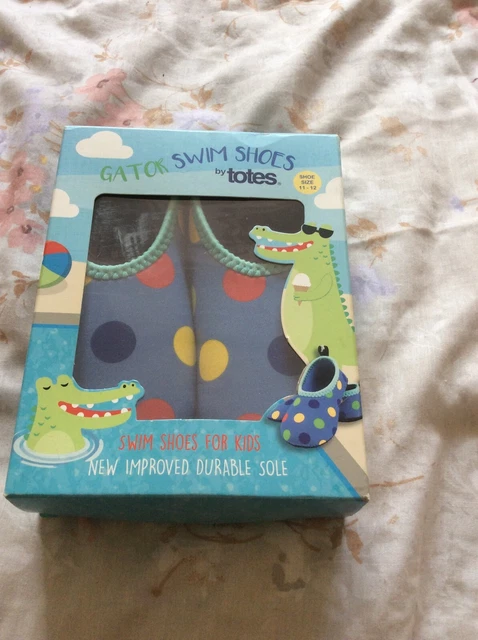 GATOR SWIM SHOES
by totes®
SHOE
SIZE
11 - 12
SWIM SHOES FOR KIDS
NEW IMPROVED DURABLE SOLE